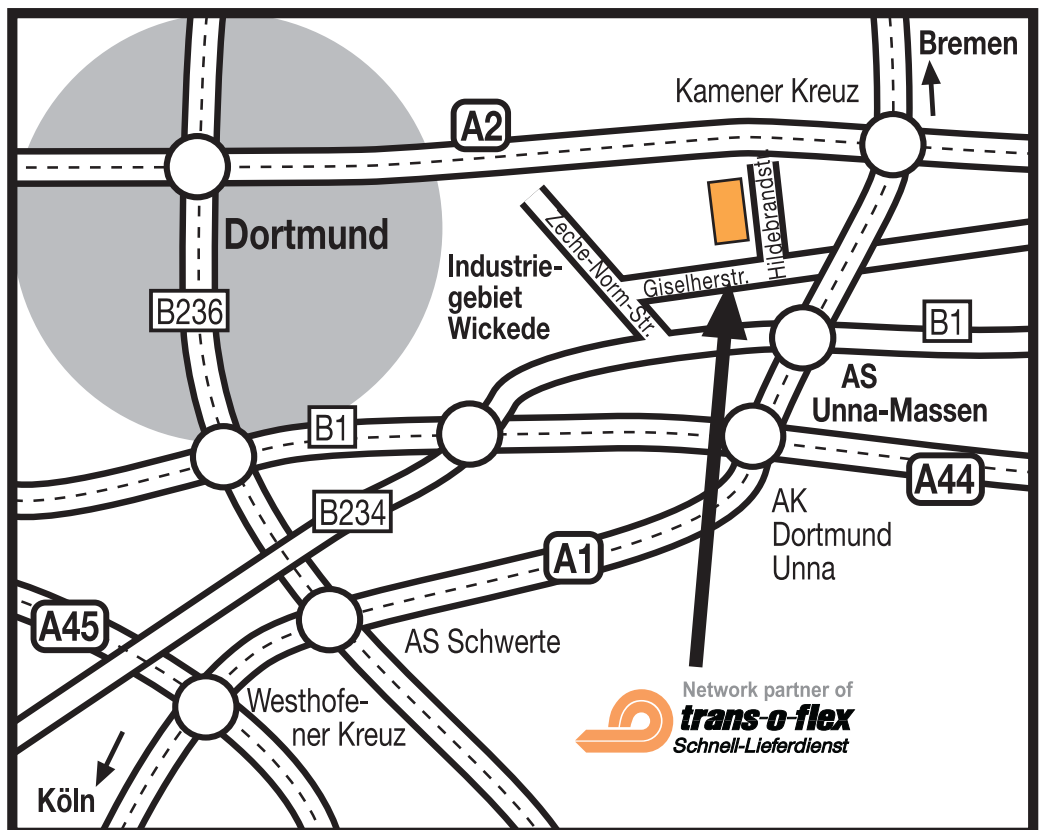 Bremen
Kamener Kreuz
A2
Dortmund
Zeche-Norm-Str.
Hildebrandstr.
Giselherstr.
Industrie-
gebiet
Wickede
B236
B1
AS
Unna-Massen
B1
A44
B234
AK
Dortmund
Unna
A1
A45
AS Schwerte
Westhofe-
ner Kreuz
Network partner of
trans-o-flex
Schnell-Lieferdienst
Köln